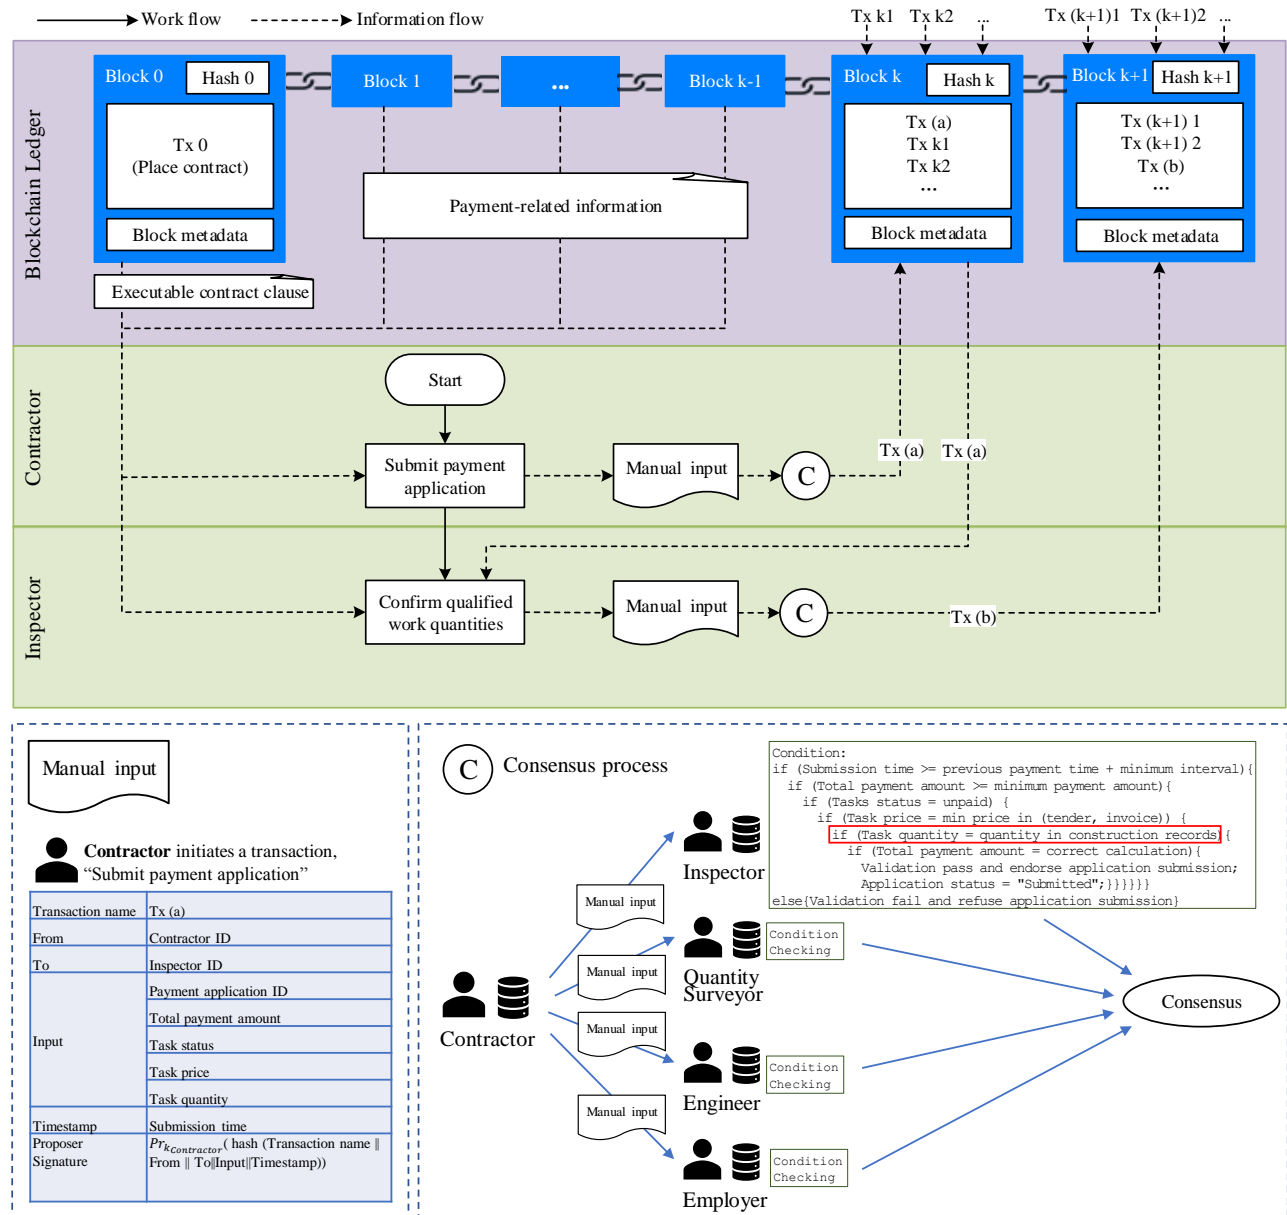 Work flow
Information flow
Tx k1
Tx k2
...
Tx (k+1)1
Tx (k+1)2
...
Blockchain Ledger
Block 0
Hash 0
Tx 0
(Place contract)
Block metadata
Executable contract clause
Block 1
...
Block k-1
Payment-related information
Block k
Hash k
Tx (a)
Tx k1
Tx k2
...
Block metadata
Block k+1
Hash k+1
Tx (k+1) 1
Tx (k+1) 2
Tx (b)
...
Block metadata
Contractor
Start
Submit payment
application
Manual input
C
Tx (a)
Tx (a)
Inspector
Confirm qualified
work quantities
Manual input
C
Tx (b)
Manual input
Contractor initiates a transaction,
“Submit payment application”
Transaction name
Tx (a)
From
Contractor ID
To
Inspector ID
Input
Payment application ID
Total payment amount
Task status
Task price
Task quantity
Timestamp
Submission time
Proposer
Signature
Pr_k_Contractor( hash (Transaction name ||
From || To||Input||Timestamp))
C
Consensus process
Condition:
if (Submission time >= previous payment time + minimum interval){
if (Total payment amount >= minimum payment amount){
if (Tasks status = unpaid) {
if (Task price = min price in (tender, invoice)) {
if (Task quantity = quantity in construction records){
if (Total payment amount = correct calculation){
Validation pass and endorse application submission;
Application status = "Submitted";}}}}}}
else{Validation fail and refuse application submission}
Inspector
Manual input
Condition
Checking
Quantity
Surveyor
Manual input
Contractor
Manual input
Condition
Checking
Engineer
Manual input
Condition
Checking
Employer
Consensus